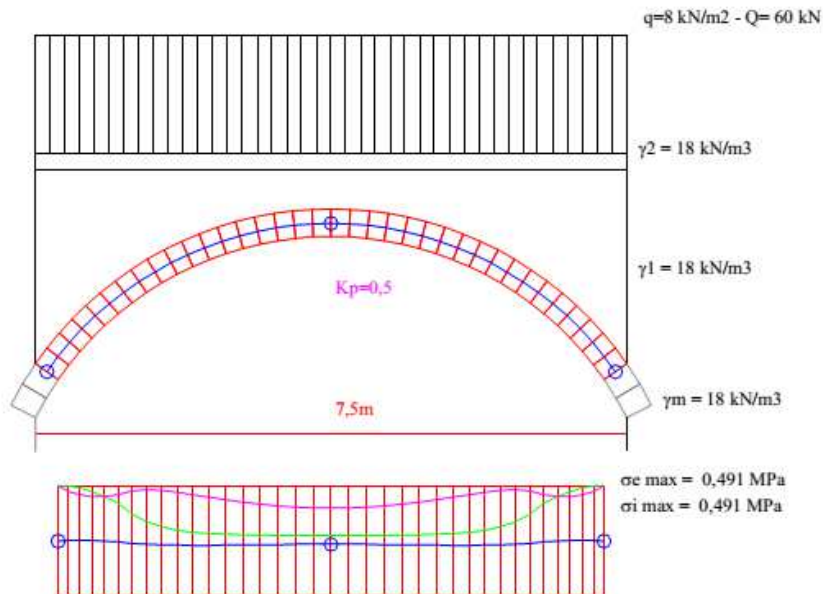 q=8 kN/m2 - Q= 60 kN
γ2 = 18 kN/m3
γ1 = 18 kN/m3
Kp=0,5
7,5m
γm = 18 kN/m3
σe max = 0,491 MPa
σi max = 0,491 MPa